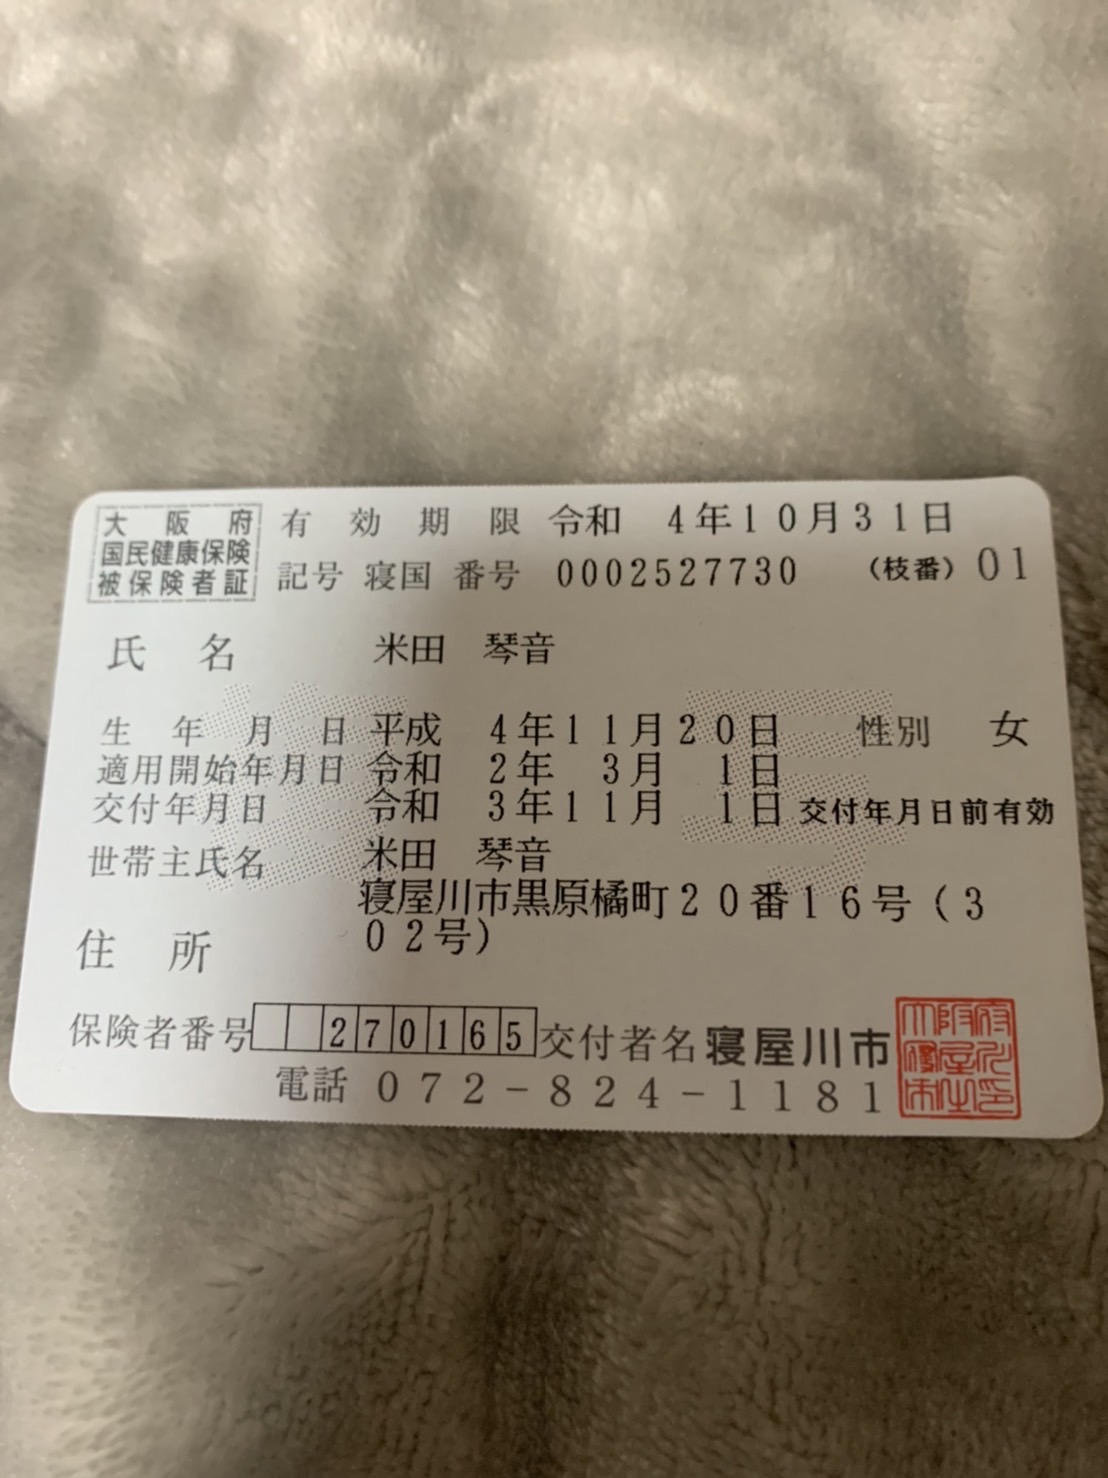 大阪府
国民健康保険
被保険者証
有効期限 令和 4年10月31日
記号 寝国 番号 0002527730 (枝番) 01
氏名 米田 琴音
生年月日 平成 4年11月20日 性別 女
適用開始年月日 令和 2年 3月 1日
交付年月日 令和 3年11月 1日 交付年月日前有効
世帯主氏名 米田 琴音
寝屋川市黒原橘町20番16号(3
住所 02号)
保険者番号 270165 交付者名 寝屋川市
電話 072-824-1181